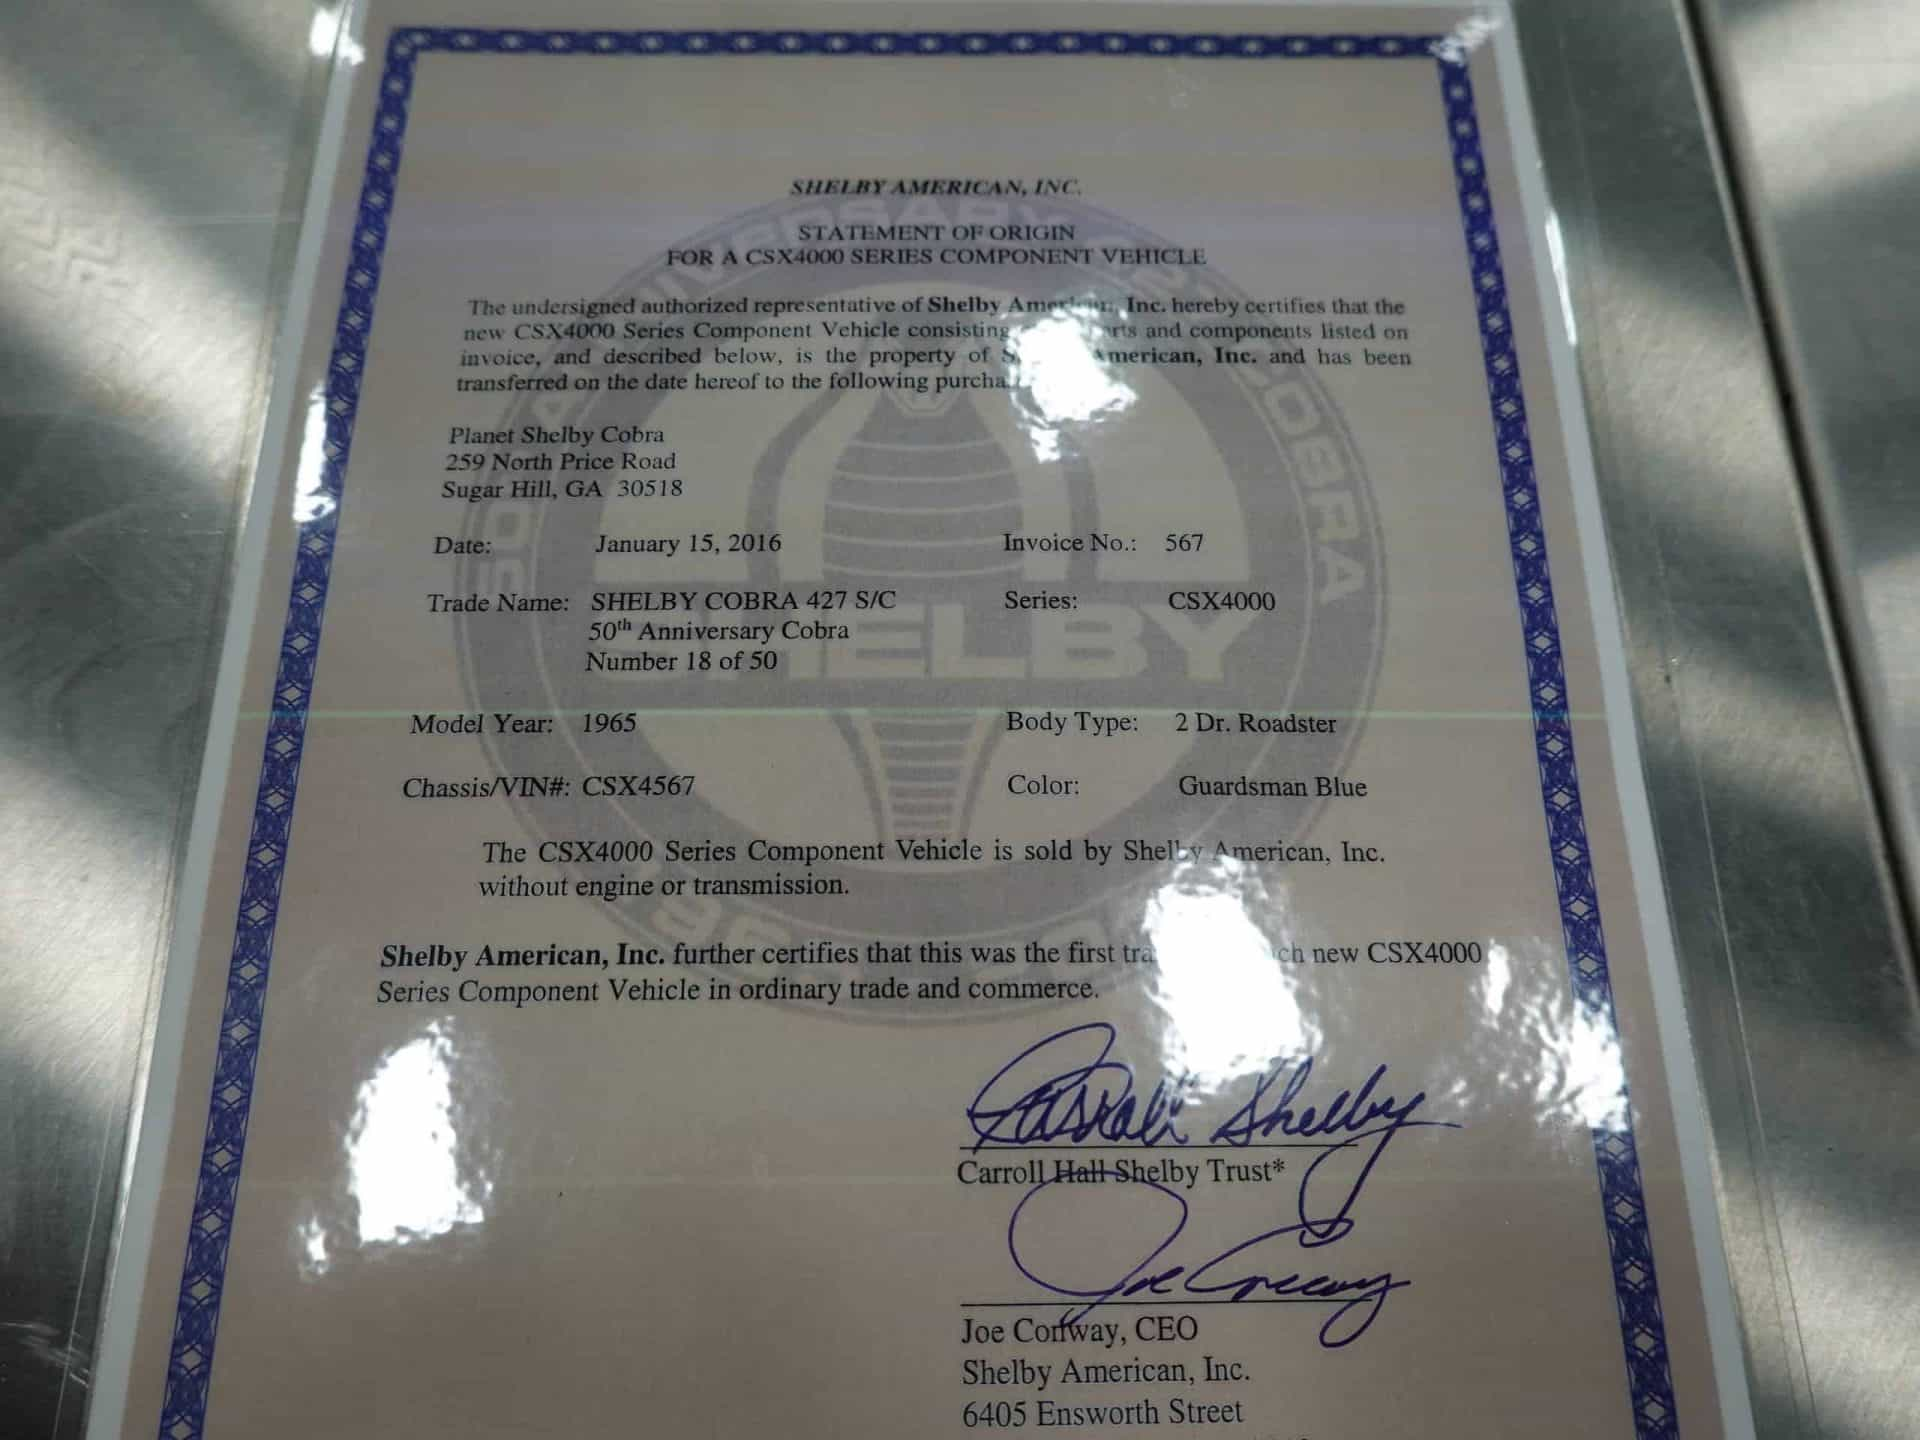 SHELBY AMERICAN, INC.
STATEMENT OF ORIGIN
FOR A CSX4000 SERIES COMPONENT VEHICLE
The undersigned authorized representative of Shelby American, Inc. hereby certifies that the
new CSX4000 Series Component Vehicle consisting and components listed on
invoice, and described below, is the property of American, Inc. and has been
transferred on the date hereof to the following
Planet Shelby Cobra
259 North Price Road
Sugar Hill, GA 30518
Date: January 15, 2016 Invoice No.: 567
Trade Name: SHELBY COBRA 427 S/C Series: CSX4000
50th Anniversary Cobra
Number 18 of 50
Model Year: 1965 Body Type: 2 Dr. Roadster
Chassis/VIN#: CSX4567 Color: Guardsman Blue
The CSX4000 Series Component Vehicle is sold by Shelby American, Inc.
without engine or transmission.
Shelby American, Inc. further certifies that this was the first new CSX4000
Series Component Vehicle in ordinary trade and commerce.
Carroll Shelby
Carroll Hall Shelby Trust*
Joe Conway
Joe Conway, CEO
Shelby American, Inc.
6405 Ensworth Street
SHELBY